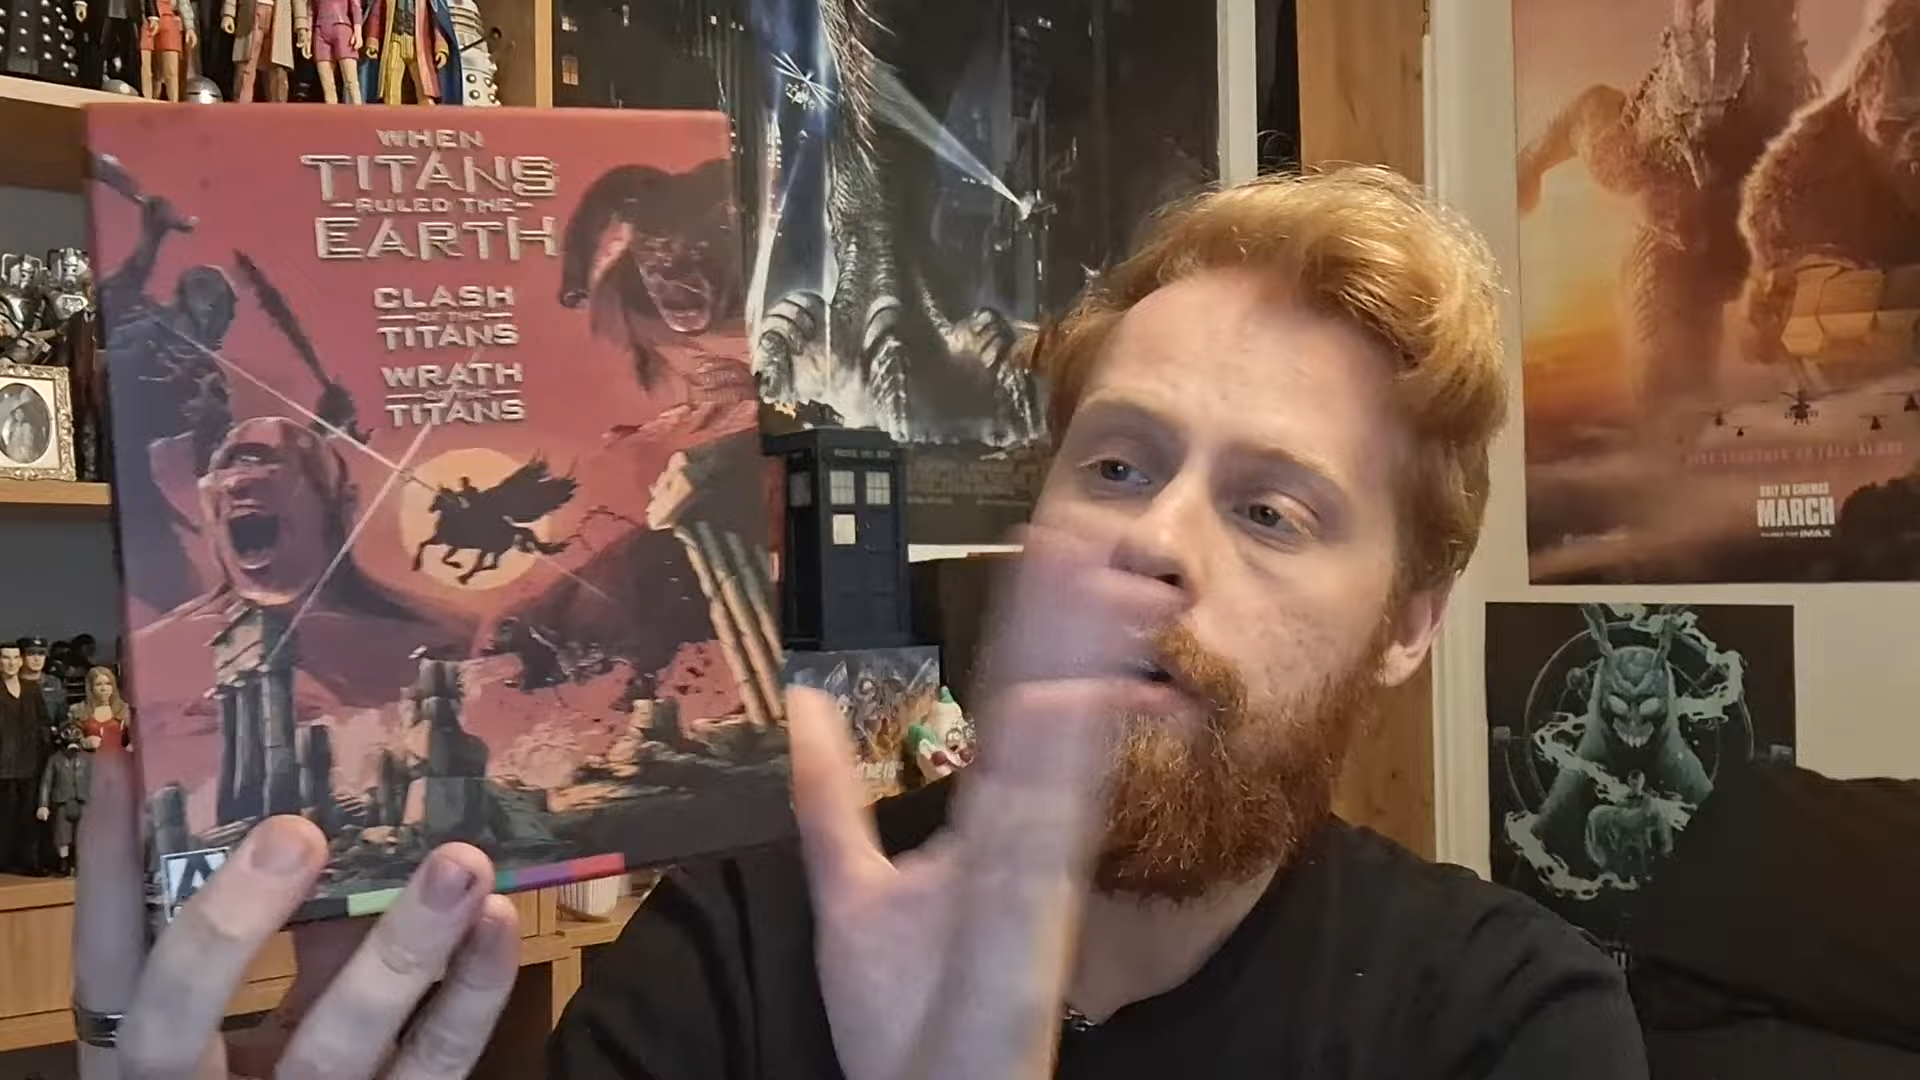 WHEN
TITANS
RULED THE
EARTH
CLASH
OF THE
TITANS
WRATH
OF THE
TITANS
ONLY IN CINEMAS
MARCH